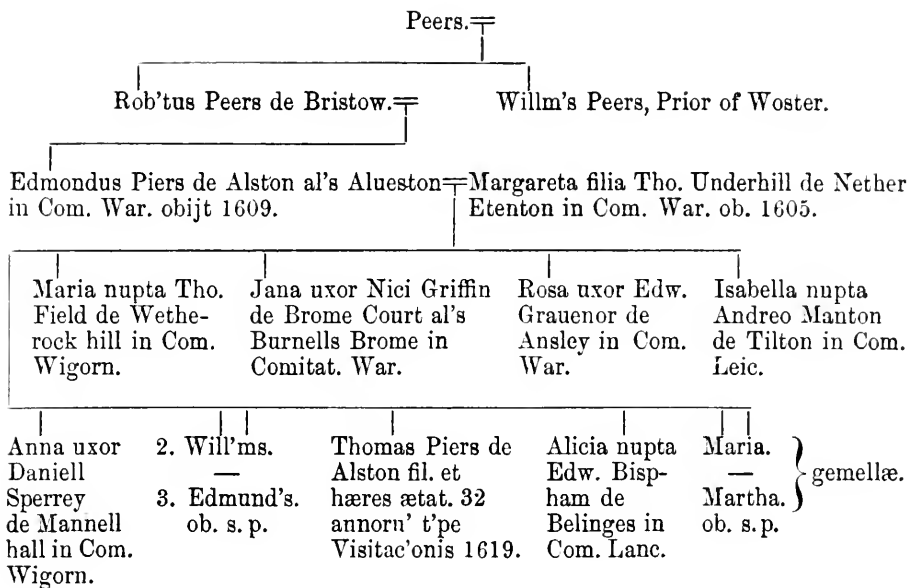 Peers.
Rob'tus Peers de Bristow.
Willm's Peers, Prior of Woster.
Edmondus Piers de Alston al's Alueston
in Com. War. obijt 1609.
Margareta filia Tho. Underhill de Nether
Etenton in Com. War. ob. 1605.
Maria nupta Tho.
Field de Wethe-
rock hill in Com.
Wigorn.
Jana uxor Nici Griffin
de Brome Court al's
Burnells Brome in
Comitat. War.
Rosa uxor Edw.
Grauenor de
Ansley in Com.
War.
Isabella nupta
Andreo Manton
de Tilton in Com.
Leic.
Anna uxor
Daniell
Sperrey
de Mannell
hall in Com.
Wigorn.
2. Will'ms.
—
3. Edmund's.
ob. s. p.
Thomas Piers de
Alston fil. et
hæres ætat. 32
annorn' t'pe
Visitac'onis 1619.
Alicia nupta
Edw. Bisp-
ham de
Belinges in
Com. Lanc.
Maria.
—
Martha.
ob. s. p.
gemellæ.